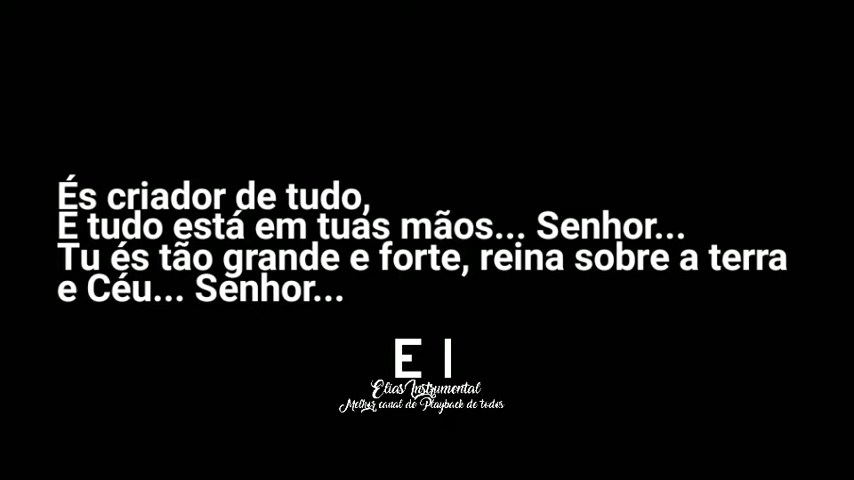 És criador de tudo,
E tudo está em tuas mãos... Senhor...
Tu és tão grande e forte, reina sobre a terra
e Céu... Senhor...
E I
Elias Instrumental
Melhor canal de Playback de todos